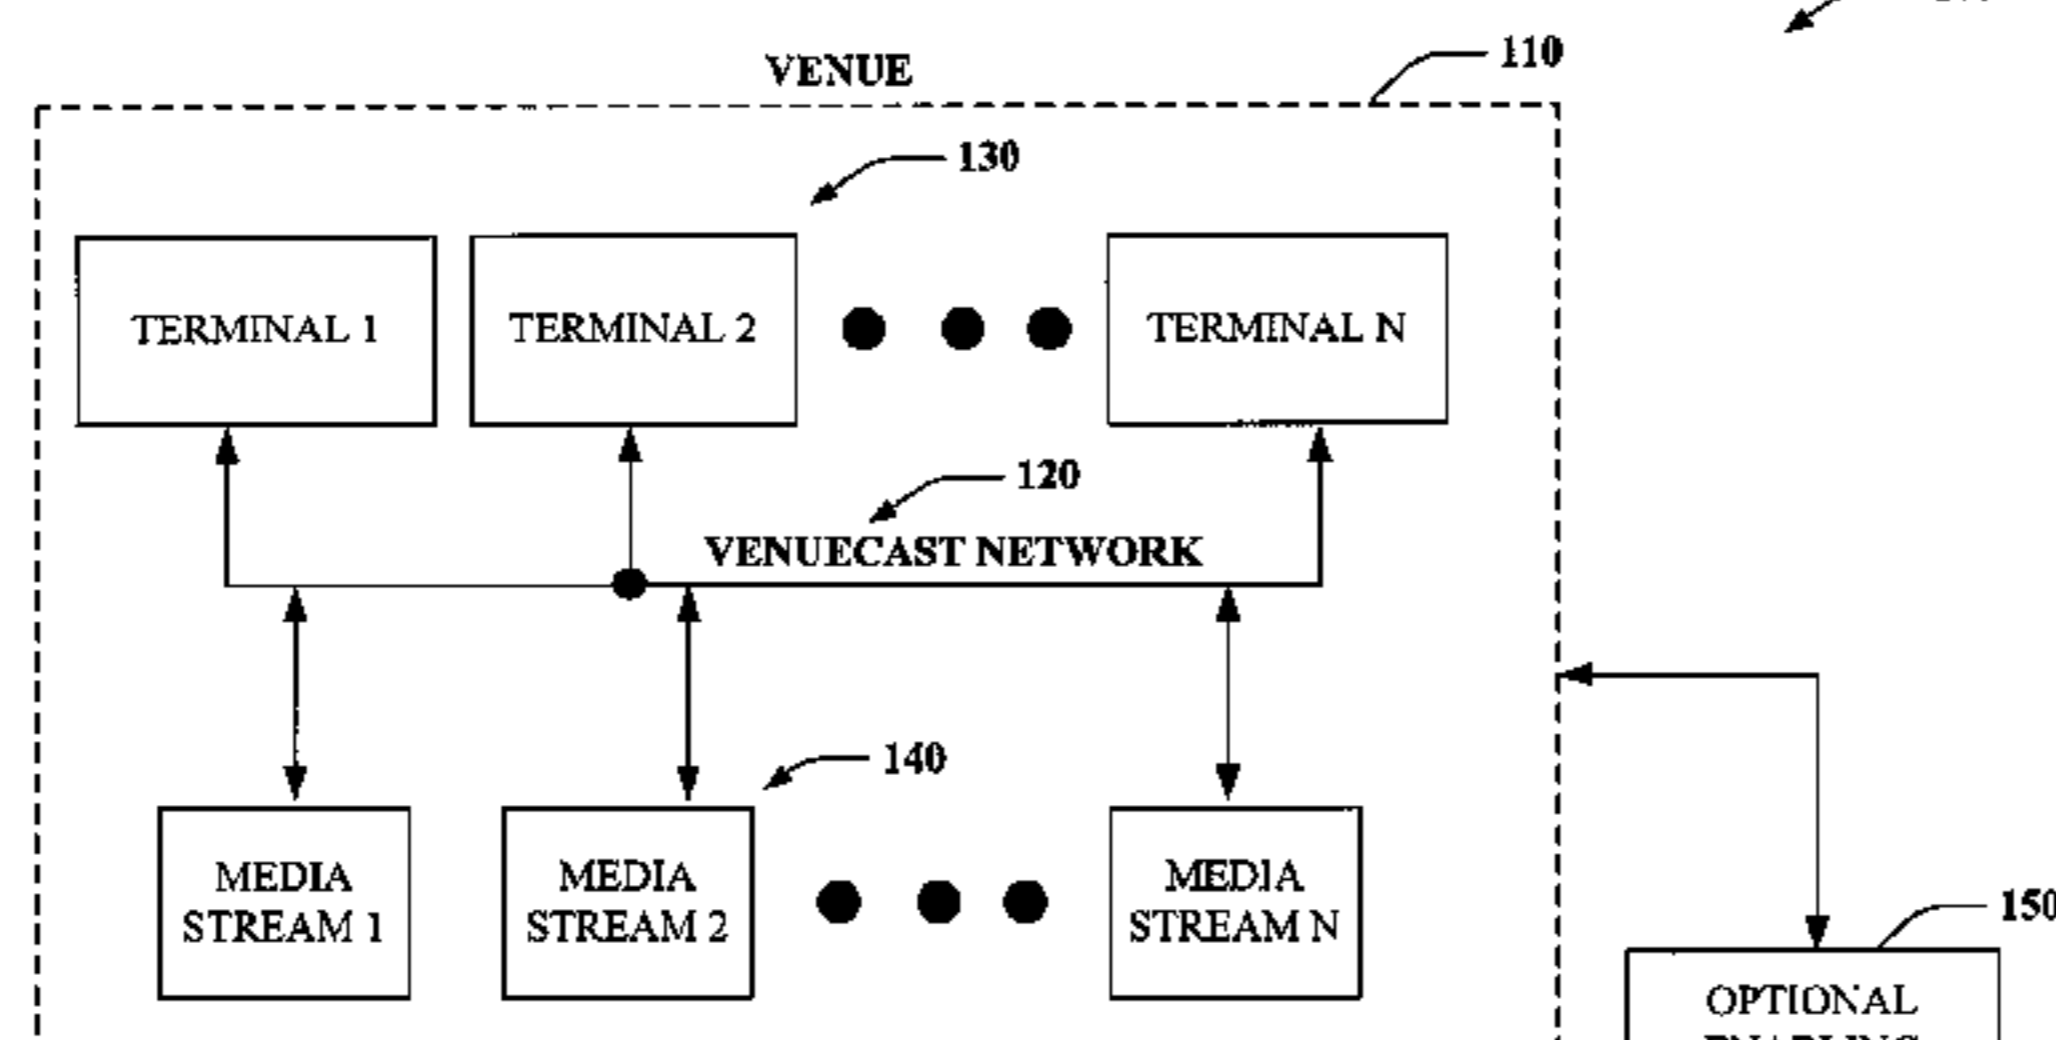 VENUE
110
130
TERMINAL 1
TERMINAL 2
TERMINAL N
120
VENUECAST NETWORK
140
MEDIA
STREAM 1
MEDIA
STREAM 2
MEDIA
STREAM N
150
OPTIONAL